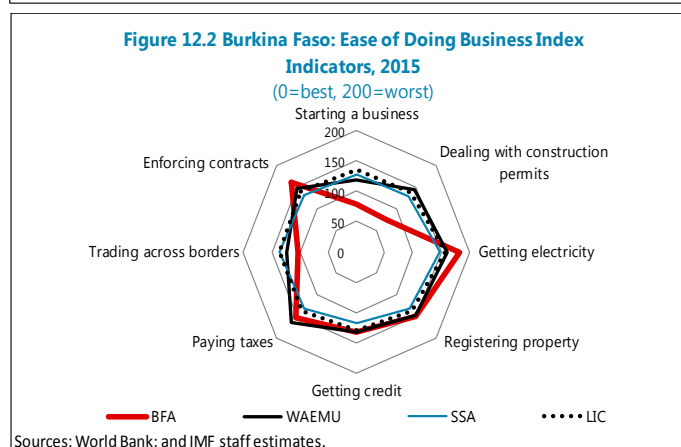 Figure 12.2 Burkina Faso: Ease of Doing Business Index
Indicators, 2015
(0=best, 200=worst)
Starting a business
200
Dealing with construction
permits
150
Enforcing contracts
100
50
Trading across borders
0
Getting electricity
Paying taxes
Registering property
Getting credit
BFA
WAEMU
SSA
LIC
Sources: World Bank; and IMF staff estimates.